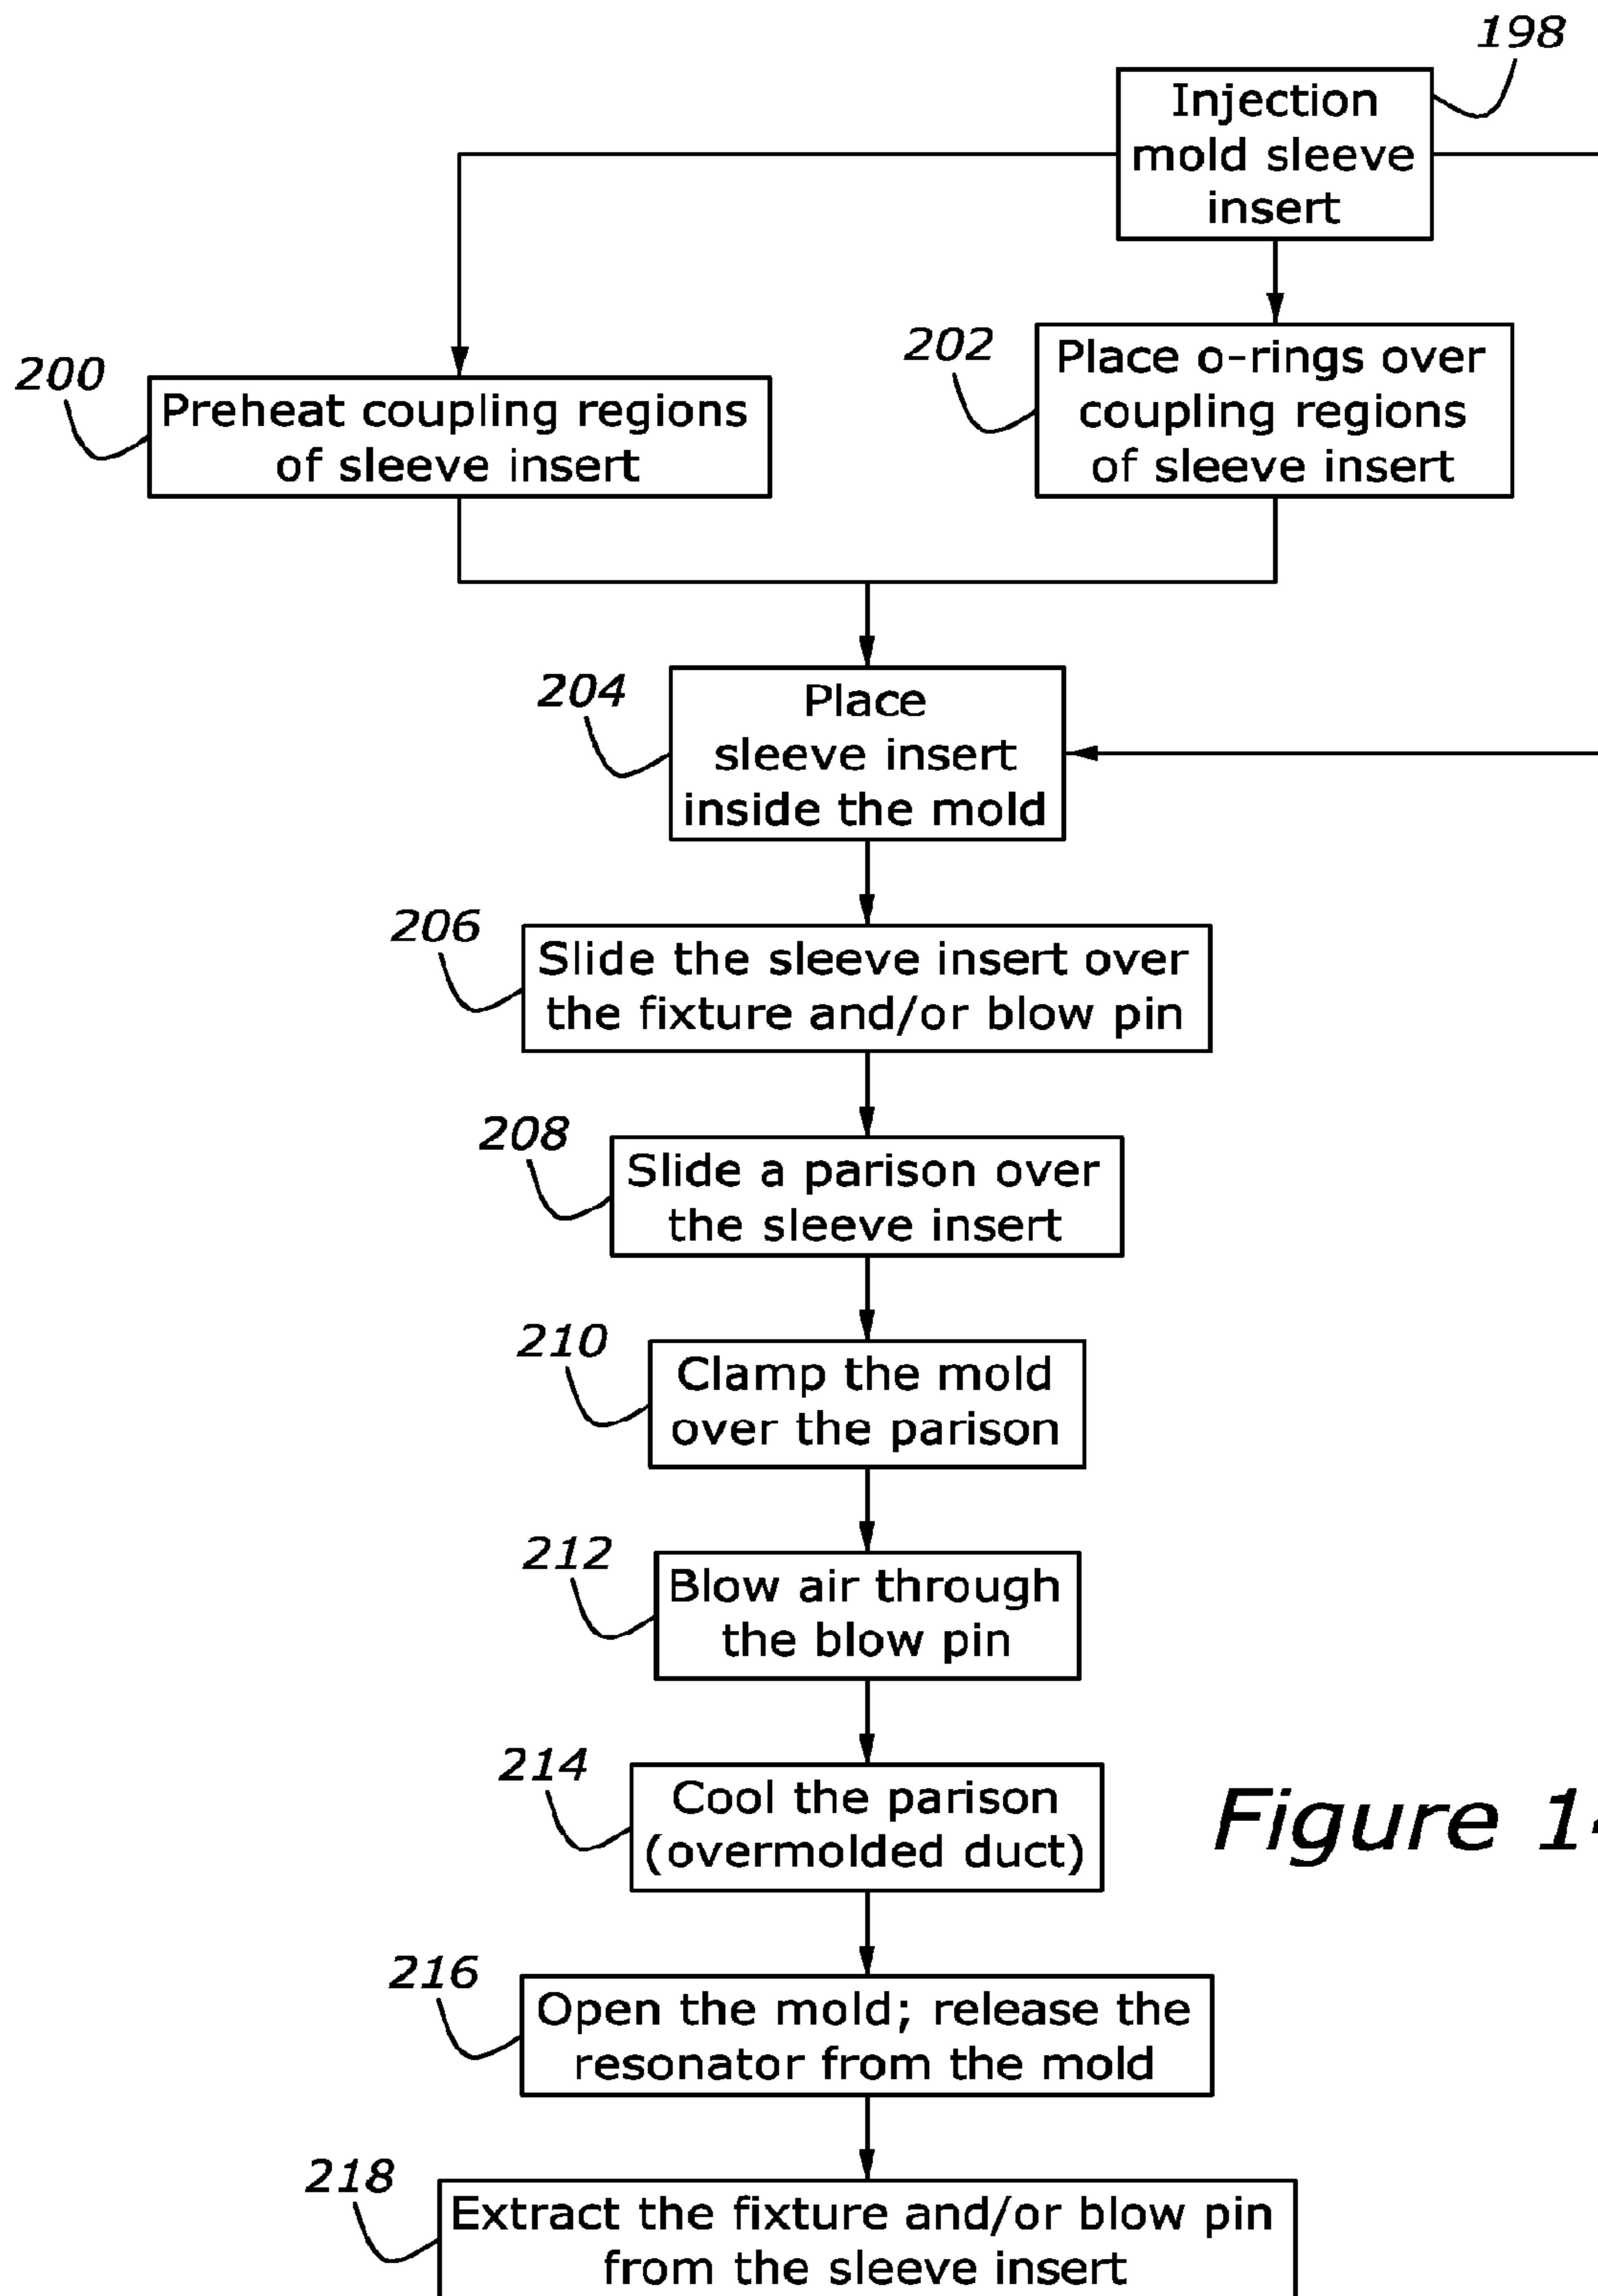 198
Injection
mold sleeve
insert
200
Preheat coupling regions
of sleeve insert
202
Place o-rings over
coupling regions
of sleeve insert
204
Place
sleeve insert
inside the mold
206
Slide the sleeve insert over
the fixture and/or blow pin
208
Slide a parison over
the sleeve insert
210
Clamp the mold
over the parison
212
Blow air through
the blow pin
214
Cool the parison
(overmolded duct)
Figure 1
216
Open the mold; release the
resonator from the mold
218
Extract the fixture and/or blow pin
from the sleeve insert